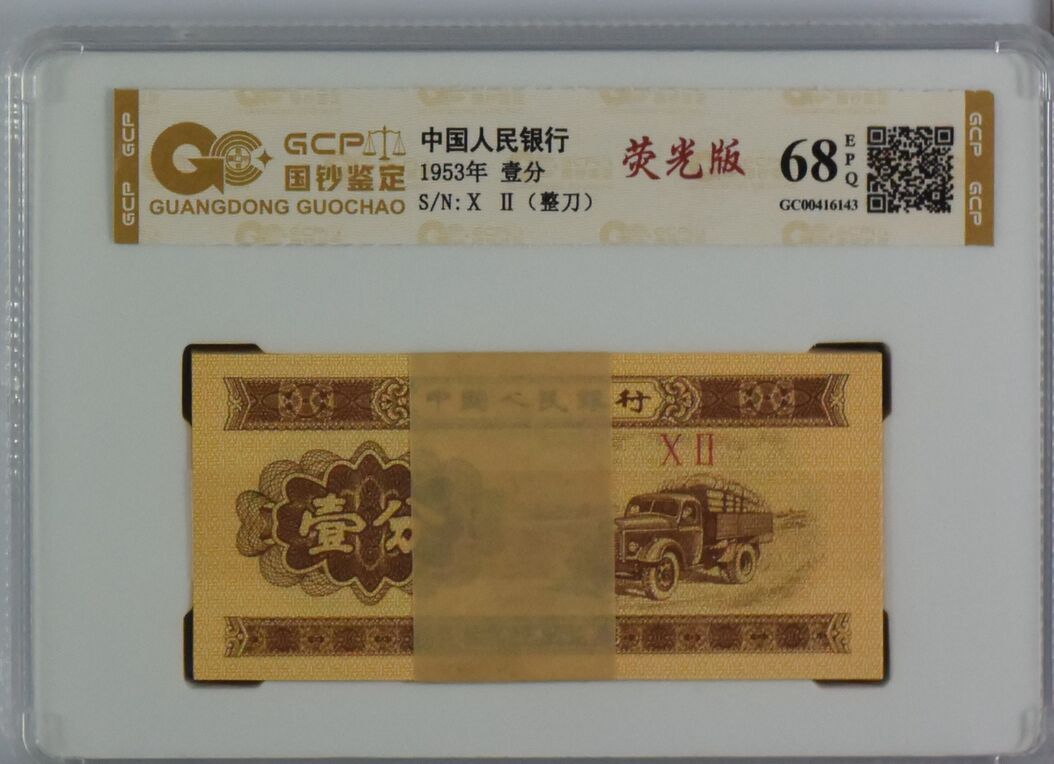 GCP
GCP
GCP
国钞鉴定
GUANGDONG GUOCHAO
中国人民银行
1953年 壹分
S/N: X Ⅱ（整刀）
荧光版
68
EPQ
GC00416143
GCP
GCP
中国人民银行
X Ⅱ
壹分